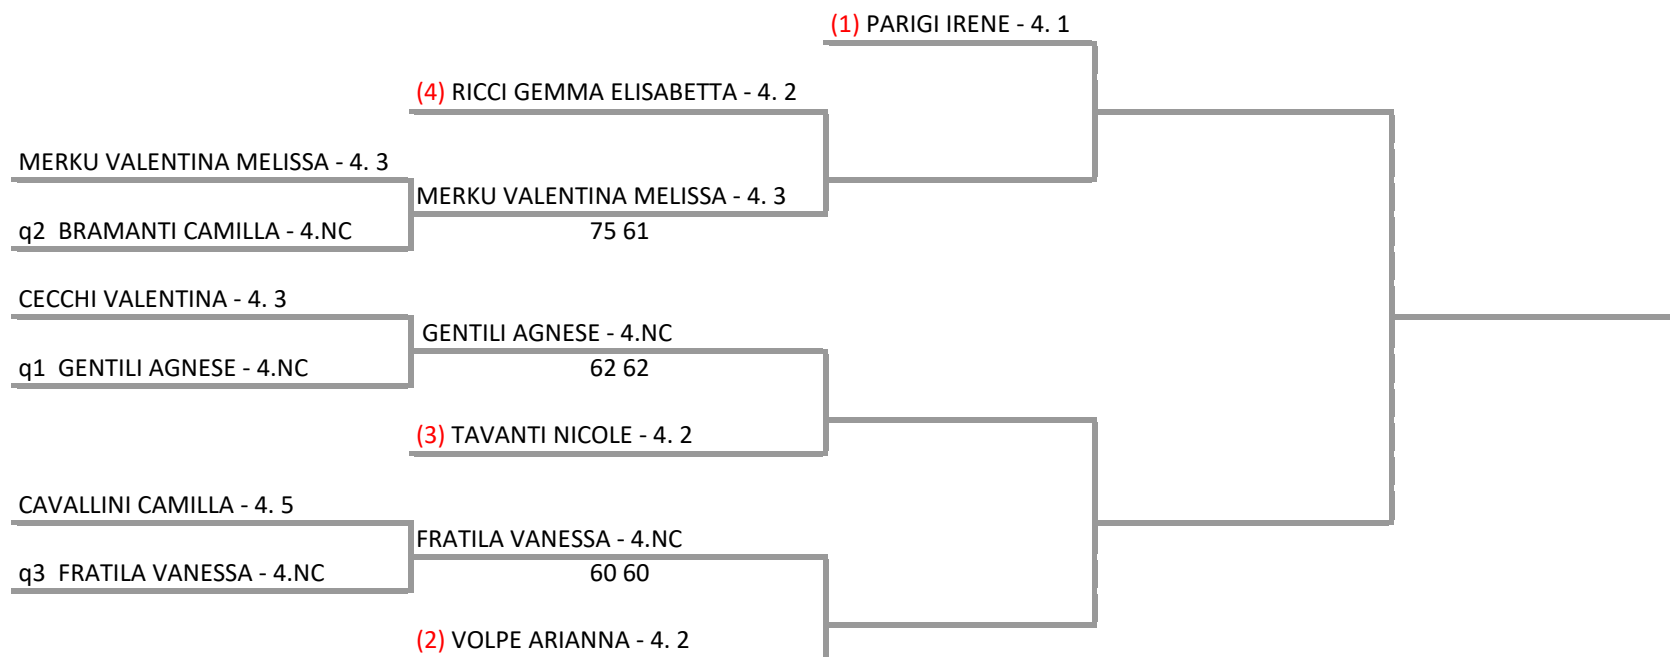 (1) PARIGI IRENE - 4. 1
(4) RICCI GEMMA ELISABETTA - 4. 2
MERKU VALENTINA MELISSA - 4. 3
MERKU VALENTINA MELISSA - 4. 3
q2 BRAMANTI CAMILLA - 4.NC
75 61
CECCHI VALENTINA - 4. 3
GENTILI AGNESE - 4.NC
q1 GENTILI AGNESE - 4.NC
62 62
(3) TAVANTI NICOLE - 4. 2
CAVALLINI CAMILLA - 4. 5
FRATILA VANESSA - 4.NC
q3 FRATILA VANESSA - 4.NC
60 60
(2) VOLPE ARIANNA - 4. 2